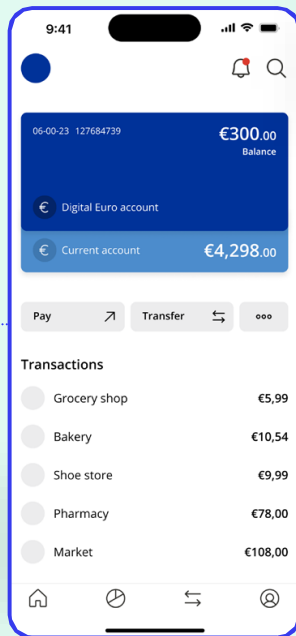 9:41
06-00-23 127684739
€300.00
Balance
€ Digital Euro account
€ Current account €4,298.00
Pay Transfer
Transactions
Grocery shop €5,99
Bakery €10,54
Shoe store €9,99
Pharmacy €78,00
Market €108,00